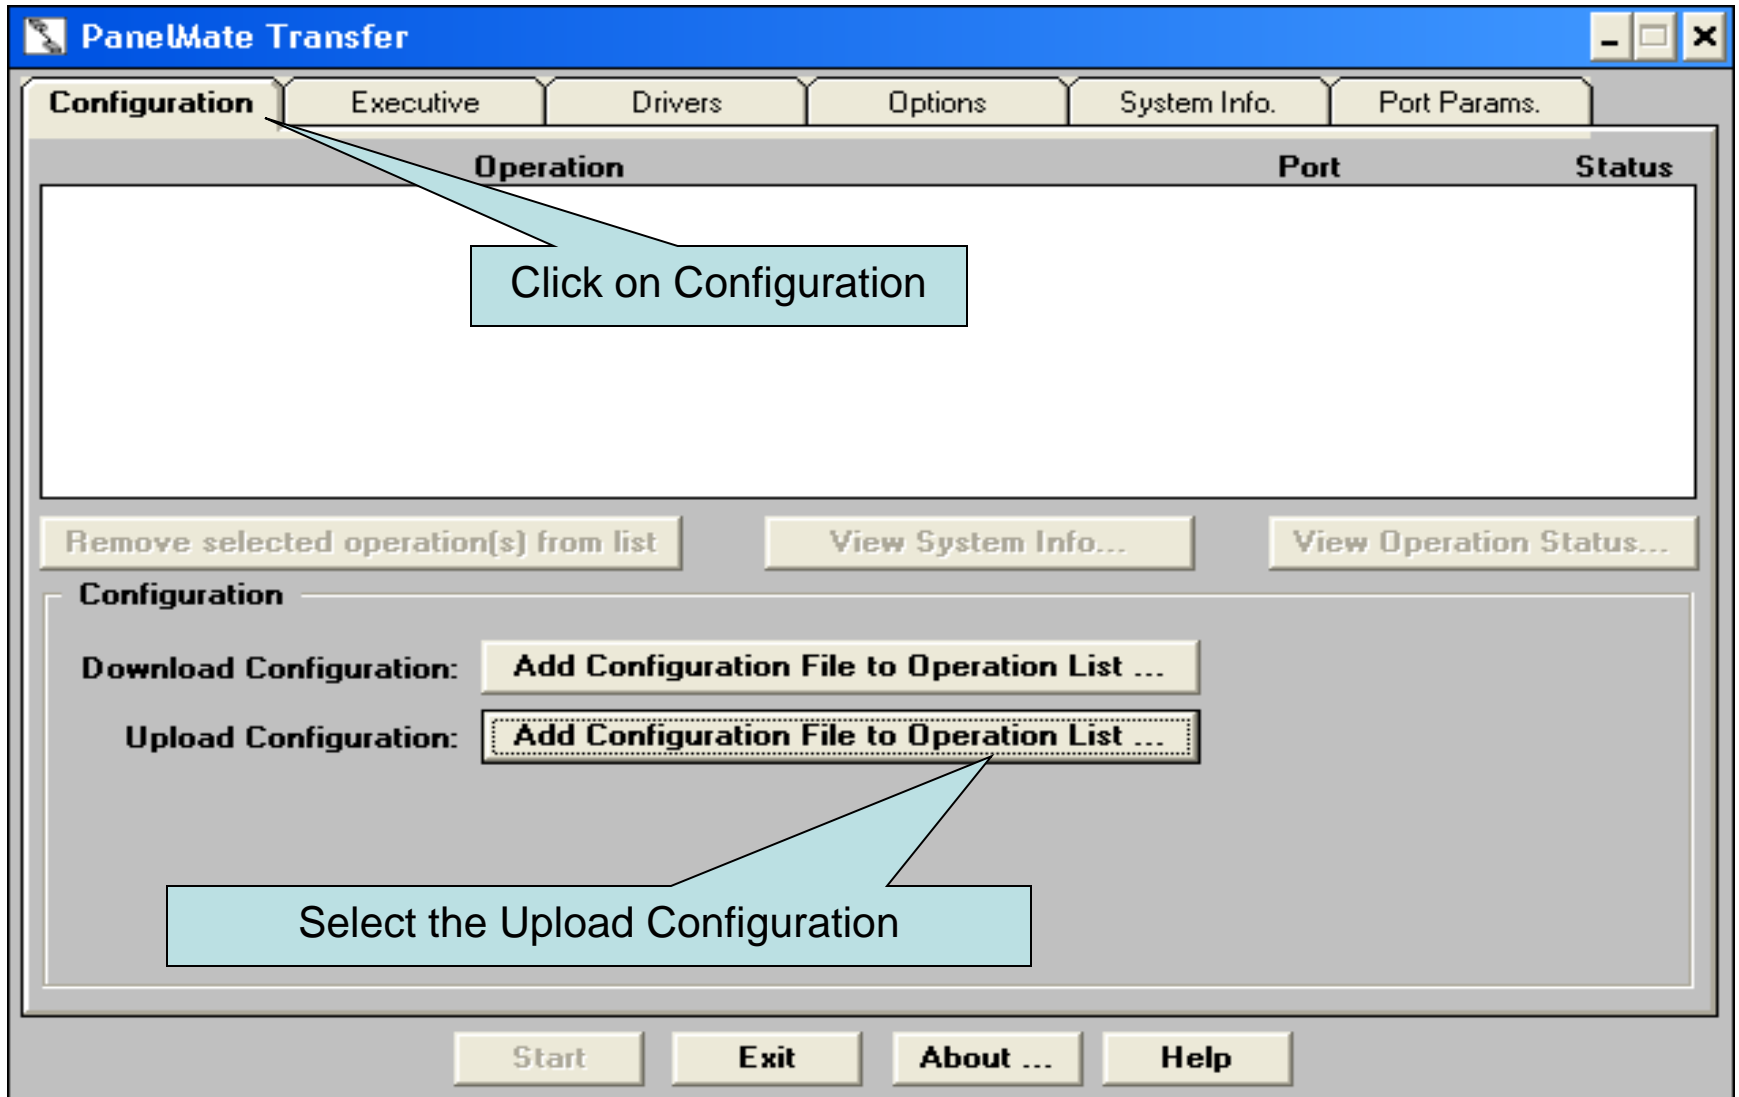 PanelMate Transfer
Configuration Executive Drivers Options System Info. Port Params.
Operation Port Status
Click on Configuration
Remove selected operation(s) from list View System Info... View Operation Status...
Configuration
Download Configuration: Add Configuration File to Operation List ...
Upload Configuration: Add Configuration File to Operation List ...
Select the Upload Configuration
Start Exit About ... Help